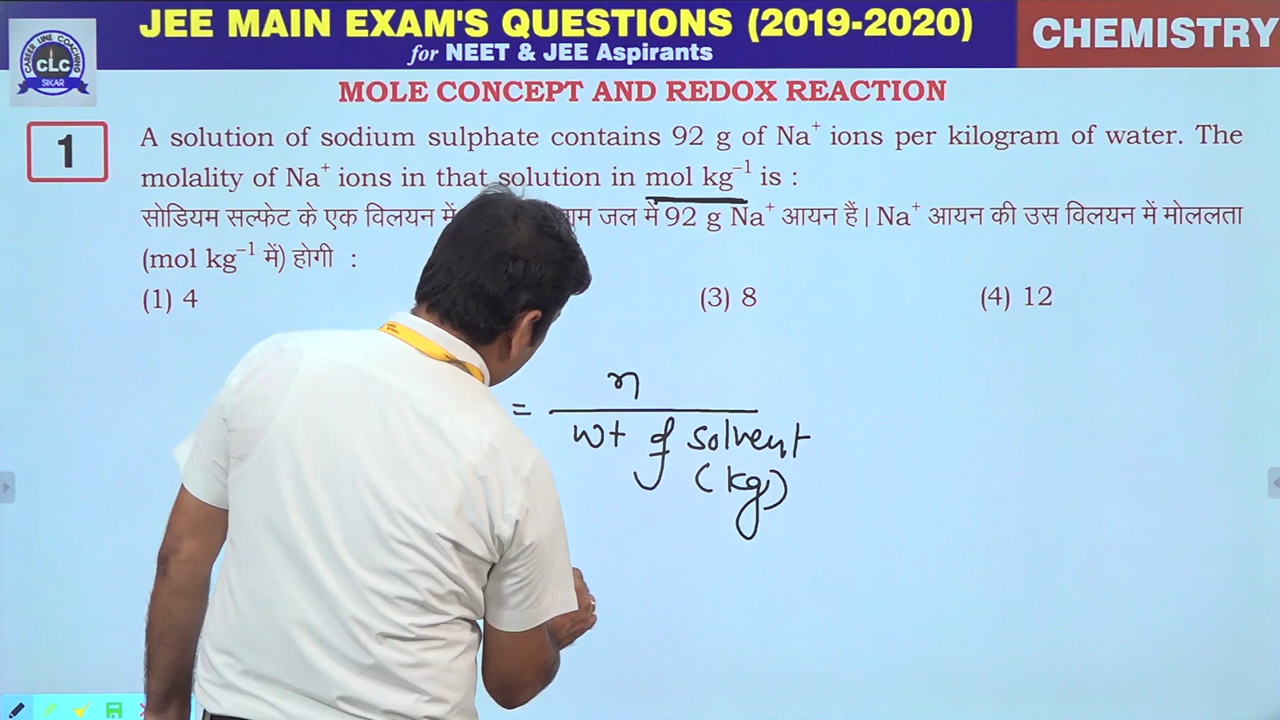 JEE MAIN EXAM'S QUESTIONS (2019-2020)
for NEET & JEE Aspirants
CHEMISTRY
CAREER LINE COACHING
CLC
SIKAR
MOLE CONCEPT AND REDOX REACTION
1
A solution of sodium sulphate contains 92 g of Na⁺ ions per kilogram of water. The
molality of Na⁺ ions in that solution in mol kg⁻¹ is :
सोडियम सल्फेट के एक विलयन में जल में 92 g Na⁺ आयन हैं। Na⁺ आयन की उस विलयन में मोललता
(mol kg⁻¹ में) होगी :
(1) 4 (3) 8 (4) 12
= n
wt of solvent
(kg)